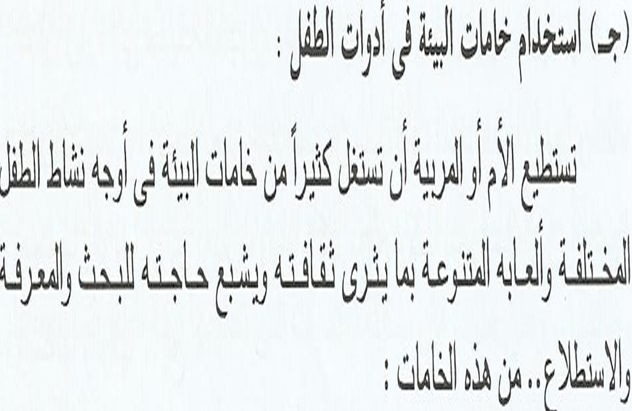 (جـ) استخدام خامات البيئة فى أدوات الطفل :
تستطيع الأم أو المربية أن تستغل كثيراً من خامات البيئة فى أوجه نشاط الطفل
المختلفة وألعابه المتنوعة بما يثرى ثقافته ويشبع حاجته للبحث والمعرفة
والاستطلاع.. من هذه الخامات :